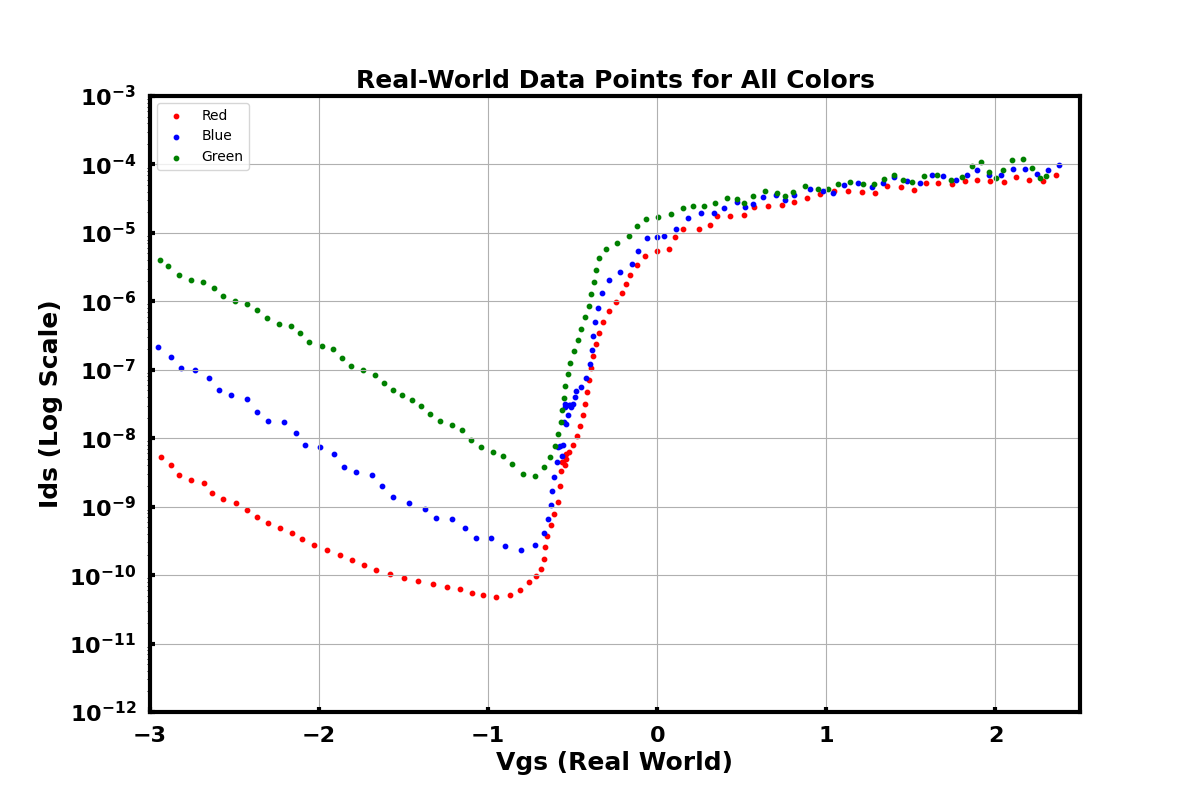 Real-World Data Points for All Colors
10⁻³
10⁻⁴
10⁻⁵
10⁻⁶
10⁻⁷
10⁻⁸
10⁻⁹
10⁻¹⁰
10⁻¹¹
10⁻¹²
Ids (Log Scale)
Red
Blue
Green
−3 −2 −1 0 1 2
Vgs (Real World)